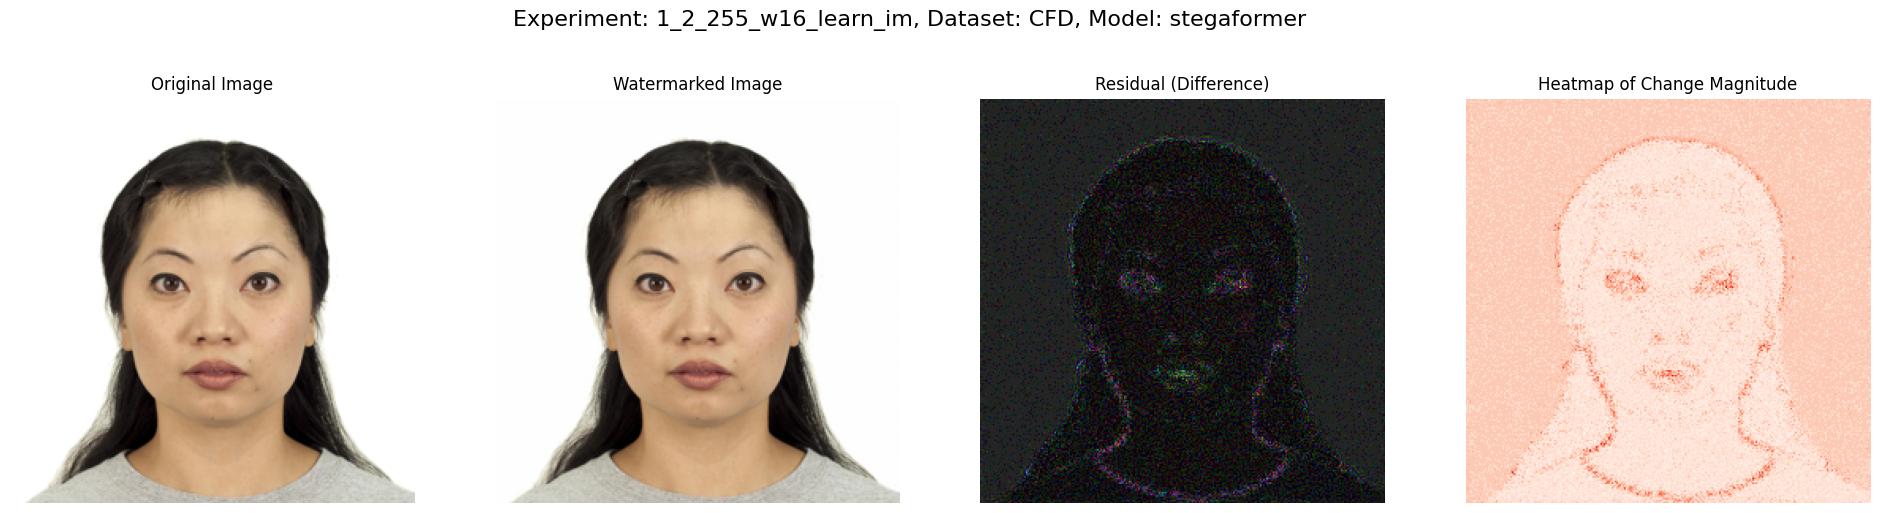 Experiment: 1_2_255_w16_learn_im, Dataset: CFD, Model: stegaformer
Original Image
Watermarked Image
Residual (Difference)
Heatmap of Change Magnitude